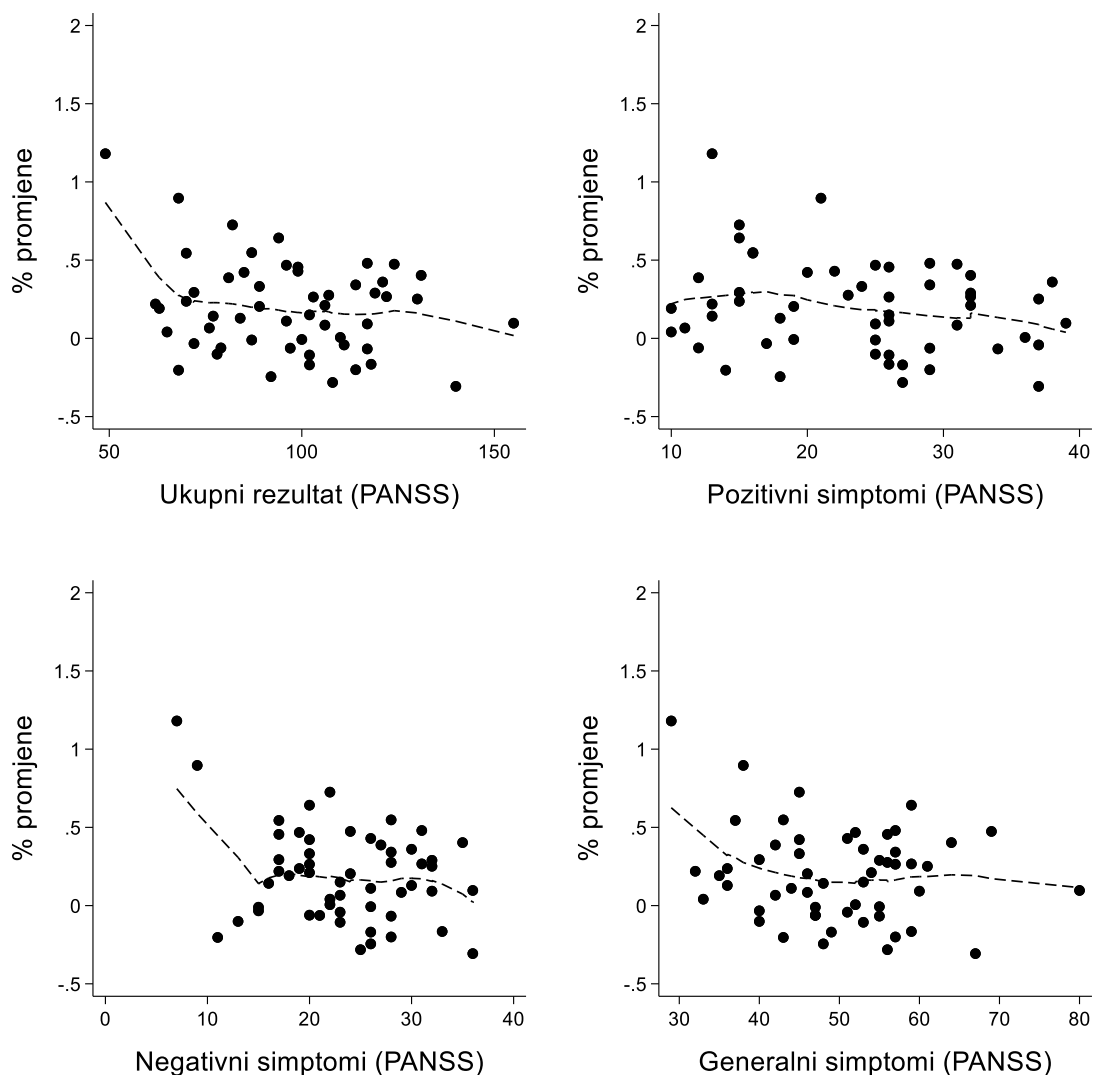 2
1.5
1
.5
0
-.5
% promjene
50 100 150
Ukupni rezultat (PANSS)
2
1.5
1
.5
0
-.5
% promjene
10 20 30 40
Pozitivni simptomi (PANSS)
2
1.5
1
.5
0
-.5
% promjene
0 10 20 30 40
Negativni simptomi (PANSS)
2
1.5
1
.5
0
-.5
% promjene
30 40 50 60 70 80
Generalni simptomi (PANSS)